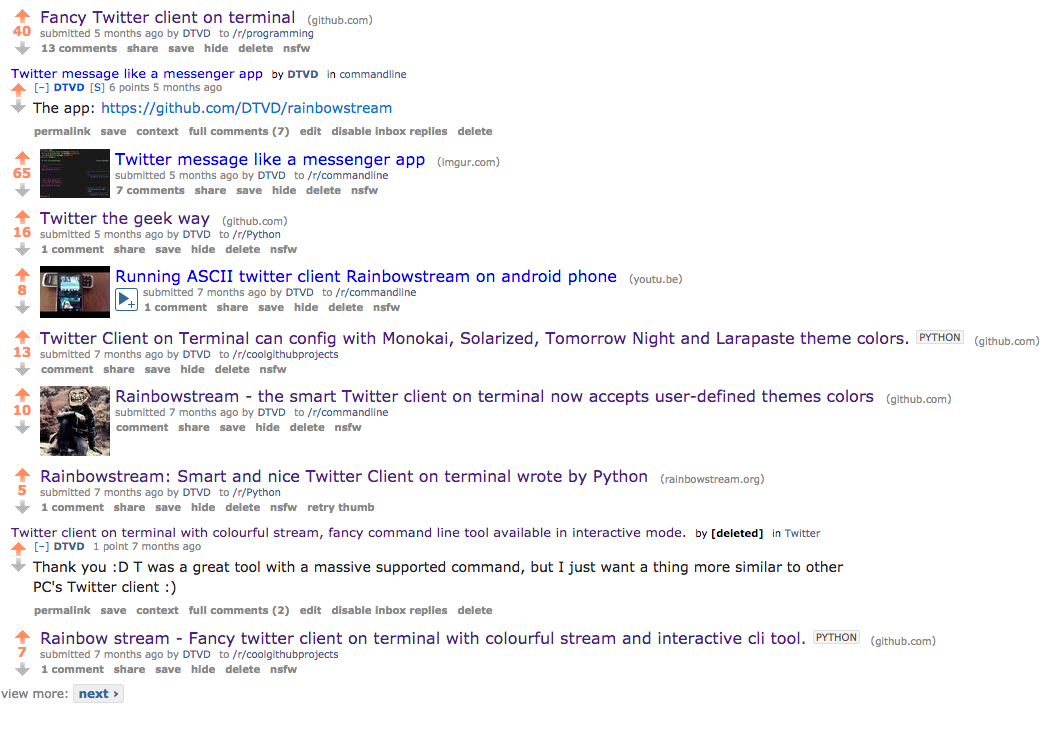 Fancy Twitter client on terminal (github.com)
40
submitted 5 months ago by DTVD to /r/programming
13 comments share save hide delete nsfw
Twitter message like a messenger app by DTVD in commandline
[–] DTVD [S] 6 points 5 months ago
The app: https://github.com/DTVD/rainbowstream
permalink save context full comments (7) edit disable inbox replies delete
Twitter message like a messenger app (imgur.com)
65
submitted 5 months ago by DTVD to /r/commandline
7 comments share save hide delete nsfw
Twitter the geek way (github.com)
16
submitted 5 months ago by DTVD to /r/Python
1 comment share save hide delete nsfw
Running ASCII twitter client Rainbowstream on android phone (youtu.be)
8
submitted 7 months ago by DTVD to /r/commandline
1 comment share save hide delete nsfw
Twitter Client on Terminal can config with Monokai, Solarized, Tomorrow Night and Larapaste theme colors. PYTHON (github.com)
13
submitted 7 months ago by DTVD to /r/coolgithubprojects
comment share save hide delete nsfw
Rainbowstream - the smart Twitter client on terminal now accepts user-defined themes colors (github.com)
10
submitted 7 months ago by DTVD to /r/commandline
comment share save hide delete nsfw
Rainbowstream: Smart and nice Twitter Client on terminal wrote by Python (rainbowstream.org)
5
submitted 7 months ago by DTVD to /r/Python
1 comment share save hide delete nsfw retry thumb
Twitter client on terminal with colourful stream, fancy command line tool available in interactive mode. by [deleted] in Twitter
[–] DTVD 1 point 7 months ago
Thank you :D T was a great tool with a massive supported command, but I just want a thing more similar to other
PC's Twitter client :)
permalink save context full comments (2) edit disable inbox replies delete
Rainbow stream - Fancy twitter client on terminal with colourful stream and interactive cli tool. PYTHON (github.com)
7
submitted 7 months ago by DTVD to /r/coolgithubprojects
1 comment share save hide delete nsfw
view more: next ›